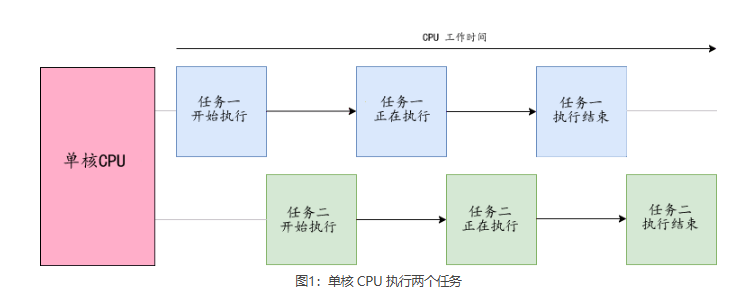 CPU 工作时间
单核CPU
任务一
开始执行
任务一
正在执行
任务一
执行结束
任务二
开始执行
任务二
正在执行
任务二
执行结束
图1：单核 CPU 执行两个任务